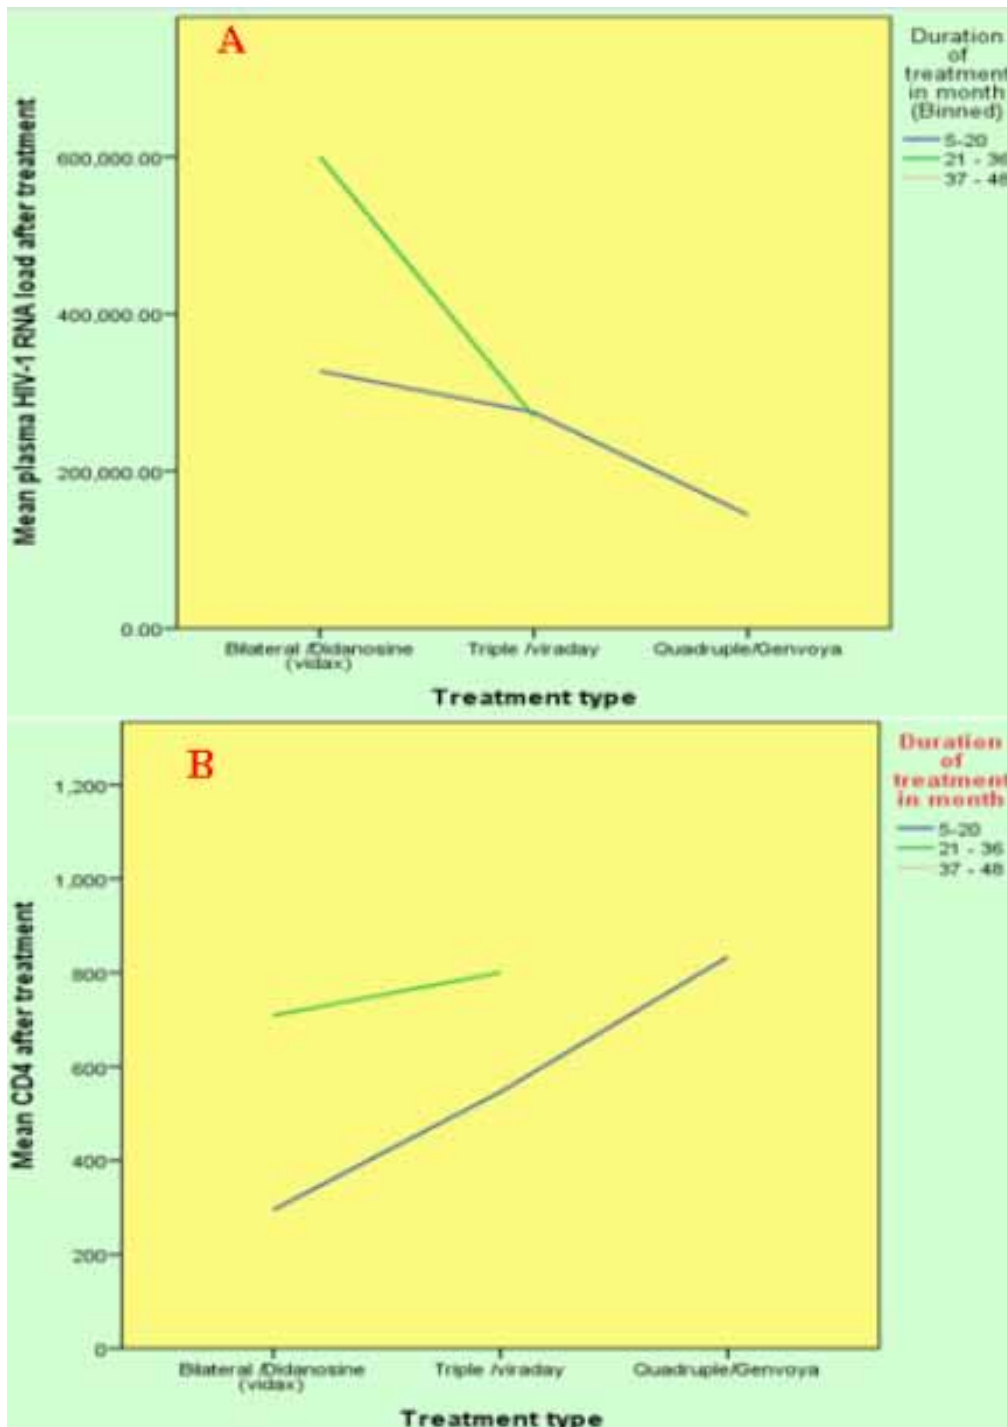 A
Duration
of
treatment
in month
(Binned)
5-20
21 - 36
37 - 48
Mean plasma HIV-1 RNA load after treatment
600,000.00
400,000.00
200,000.00
0.00
Bilateral /Didanosine
(vidax)
Triple /viraday
Quadruple/Genvoya
Treatment type
B
Duration
of
treatment
in month
5-20
21 - 36
37 - 48
Mean CD4 after treatment
1,200
1,000
800
600
400
200
0
Bilateral /Didanosine
(vidax)
Triple /viraday
Quadruple/Genvoya
Treatment type